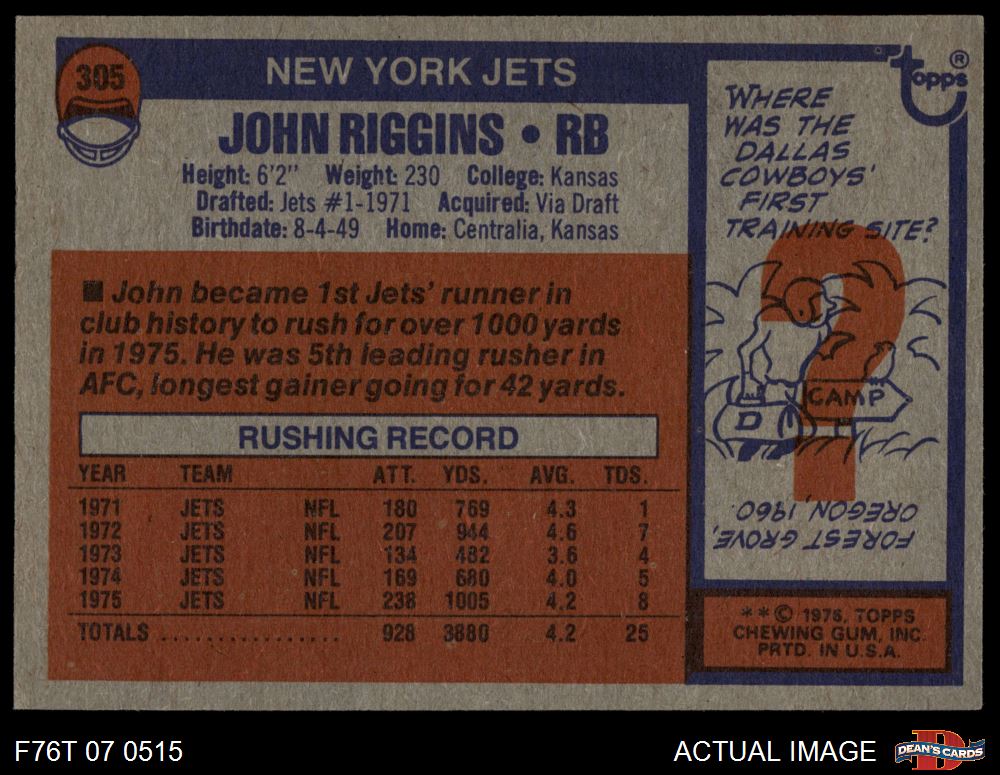 305
NEW YORK JETS
JOHN RIGGINS • RB
Height: 6'2" Weight: 230 College: Kansas
Drafted: Jets #1-1971 Acquired: Via Draft
Birthdate: 8-4-49 Home: Centralia, Kansas
■ John became 1st Jets' runner in
club history to rush for over 1000 yards
in 1975. He was 5th leading rusher in
AFC, longest gainer going for 42 yards.
RUSHING RECORD
YEAR TEAM ATT. YDS. AVG. TDS.
1971 JETS NFL 180 769 4.3 1
1972 JETS NFL 207 944 4.6 7
1973 JETS NFL 134 482 3.6 4
1974 JETS NFL 169 680 4.0 5
1975 JETS NFL 238 1005 4.2 8
TOTALS .................. 928 3880 4.2 25
topps ®
WHERE
WAS THE
DALLAS
COWBOYS'
FIRST
TRAINING SITE?
?
CAMP
D
FOREST GROVE,
OREGON, 1960.
* * © 1976, TOPPS
CHEWING GUM, INC.
PRTD. IN U.S.A.
F76T 07 0515
ACTUAL IMAGE
D
DEAN'S CARDS